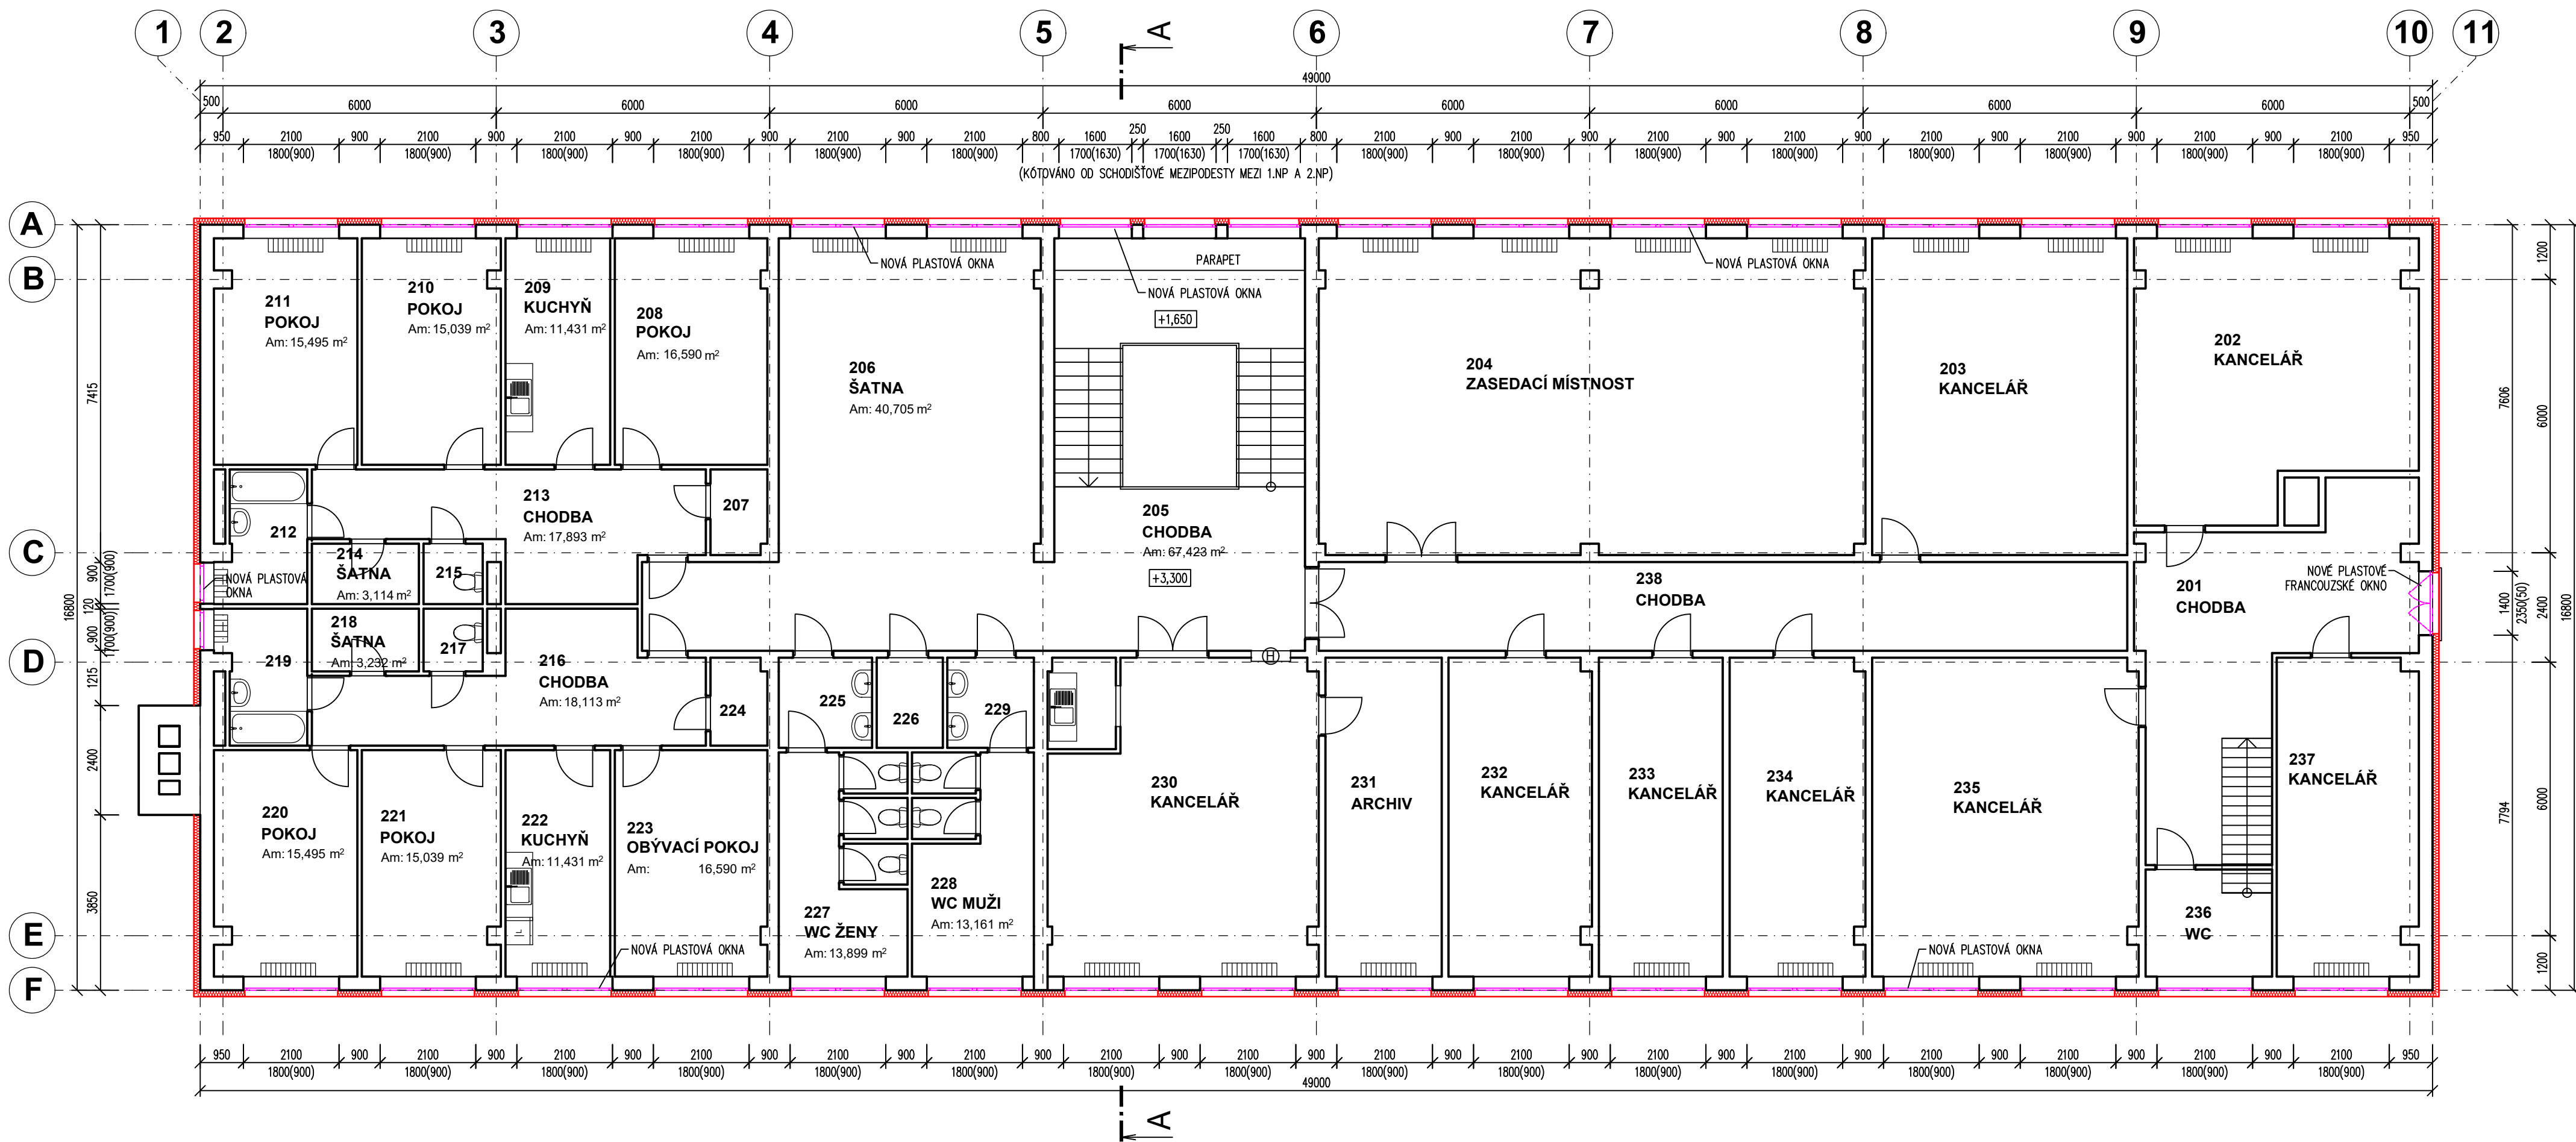 1 2 3 4 5 6 7 8 9 10 11
A
49000
500 6000 6000 6000 6000 6000 6000 6000 6000 500
950 2100 900 2100 900 2100 900 2100 900 2100 900 2100 800 1600 250 1600 250 1600 800 2100 900 2100 900 2100 900 2100 900 2100 900 2100 900 2100 900 2100 950
1800(900) 1800(900) 1800(900) 1800(900) 1800(900) 1800(900) 1700(1630) 1700(1630) 1700(1630) 1800(900) 1800(900) 1800(900) 1800(900) 1800(900) 1800(900) 1800(900) 1800(900)
(KÓTOVÁNO OD SCHODIŠŤOVÉ MEZIPODESTY MEZI 1.NP A 2.NP)
A
B
C
D
E
F
16800
7415
900
1700(900)
120
900
1700(900)
1215
2400
3850
211
POKOJ
Am: 15,495 m²
210
POKOJ
Am: 15,039 m²
209
KUCHYŇ
Am: 11,431 m²
208
POKOJ
Am: 16,590 m²
NOVÁ PLASTOVÁ OKNA
206
ŠATNA
Am: 40,705 m²
PARAPET
NOVÁ PLASTOVÁ OKNA
+1,650
NOVÁ PLASTOVÁ OKNA
204
ZASEDACÍ MÍSTNOST
203
KANCELÁŘ
202
KANCELÁŘ
212
213
CHODBA
Am: 17,893 m²
207
214
ŠATNA
Am: 3,114 m²
215
NOVÁ PLASTOVÁ
OKNA
205
CHODBA
Am: 67,423 m²
+3,300
238
CHODBA
201
CHODBA
NOVÉ PLASTOVÉ
FRANCOUZSKÉ OKNO
218
ŠATNA
Am: 3,232 m²
217
219
216
CHODBA
Am: 18,113 m²
224
225
226
229
H
220
POKOJ
Am: 15,495 m²
221
POKOJ
Am: 15,039 m²
222
KUCHYŇ
Am: 11,431 m²
L
223
OBÝVACÍ POKOJ
Am: 16,590 m²
NOVÁ PLASTOVÁ OKNA
227
WC ŽENY
Am: 13,899 m²
228
WC MUŽI
Am: 13,161 m²
230
KANCELÁŘ
231
ARCHIV
232
KANCELÁŘ
233
KANCELÁŘ
234
KANCELÁŘ
235
KANCELÁŘ
NOVÁ PLASTOVÁ OKNA
236
WC
237
KANCELÁŘ
7606
1400
2350(50)
7794
1200
6000
2400
6000
1200
16800
950 2100 900 2100 900 2100 900 2100 900 2100 900 2100 900 2100 900 2100 900 2100 900 2100 900 2100 900 2100 900 2100 900 2100 900 2100 900 2100 950
1800(900) 1800(900) 1800(900) 1800(900) 1800(900) 1800(900) 1800(900) 1800(900) 1800(900) 1800(900) 1800(900) 1800(900) 1800(900) 1800(900) 1800(900) 1800(900)
49000
A